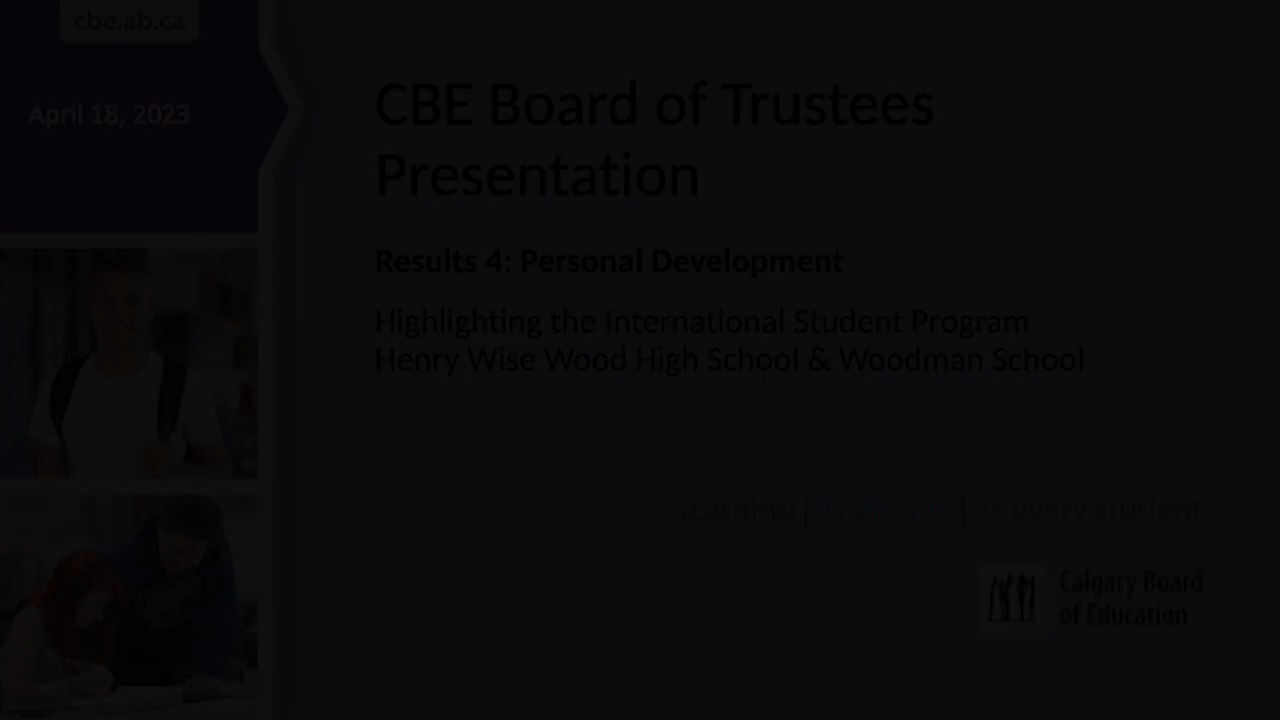 cbe.ab.ca
April 18, 2023
CBE Board of Trustees
Presentation
Results 4: Personal Development
Highlighting the International Student Program
Henry Wise Wood High School & Woodman School
learning | as unique | as every student
Calgary Board
of Education